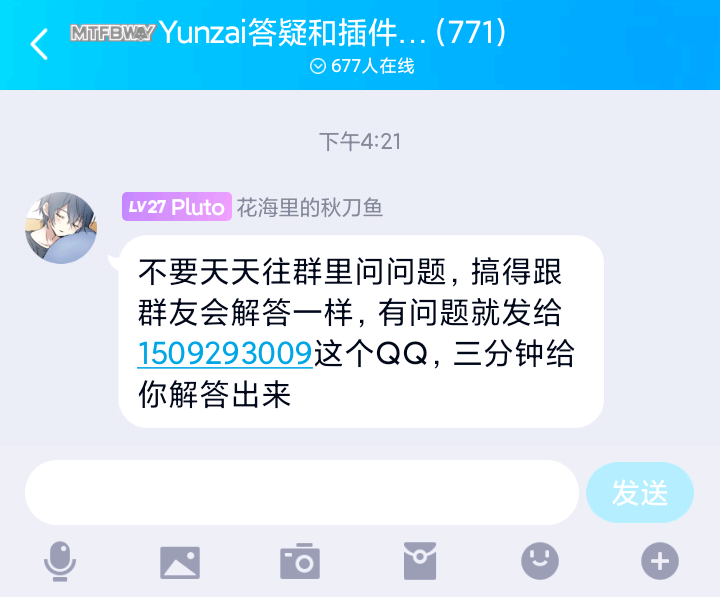 MTFBWY Yunzai答疑和插件...（771）
677人在线
下午4:21
LV27 Pluto 花海里的秋刀鱼
不要天天往群里问问题，搞得跟
群友会解答一样，有问题就发给
1509293009这个QQ，三分钟给
你解答出来
发送